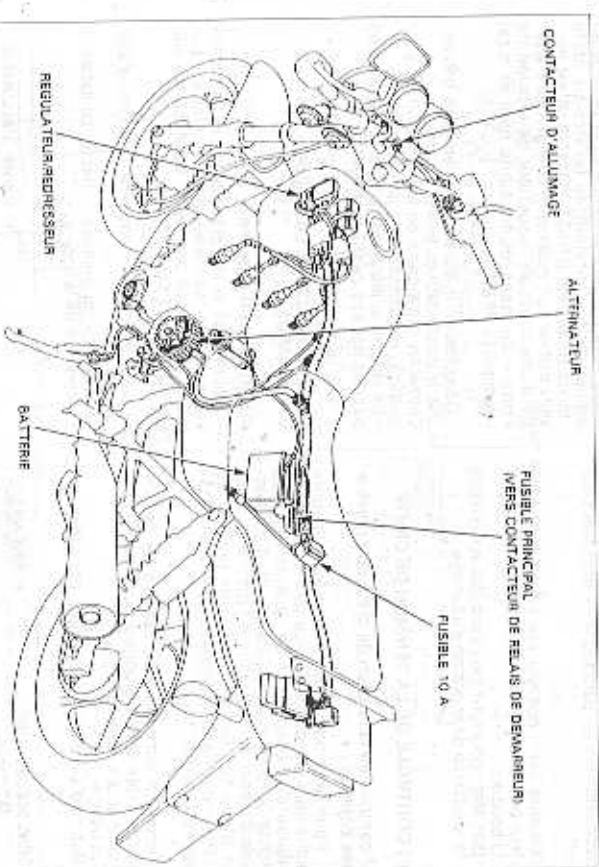 CONTACTEUR D'ALLUMAGE
REGULATEUR/REDRESSEUR
ALTERNATEUR
BATTERIE
FUSIBLE PRINCIPAL
(VERS CONTACTEUR DE RELAIS DE DEMARREUR)
FUSIBLE 10 A